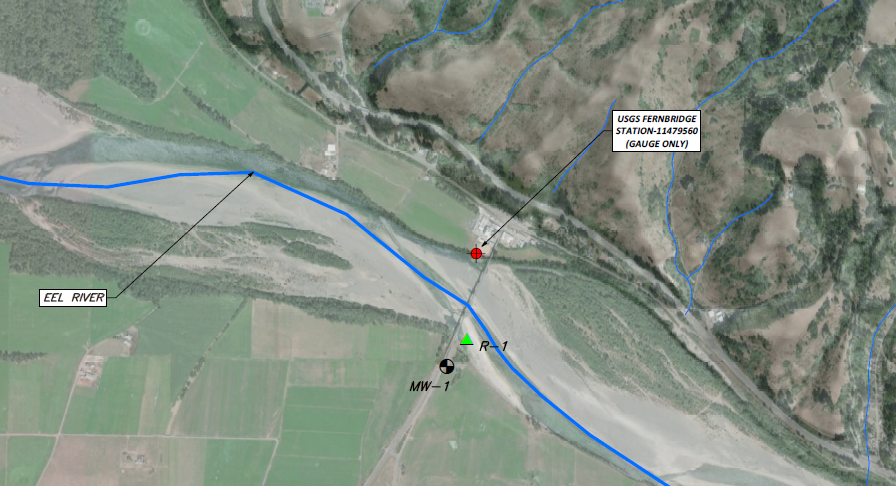 USGS FERNBRIDGE
STATION-11479560
(GAUGE ONLY)
EEL RIVER
R-1
MW-1